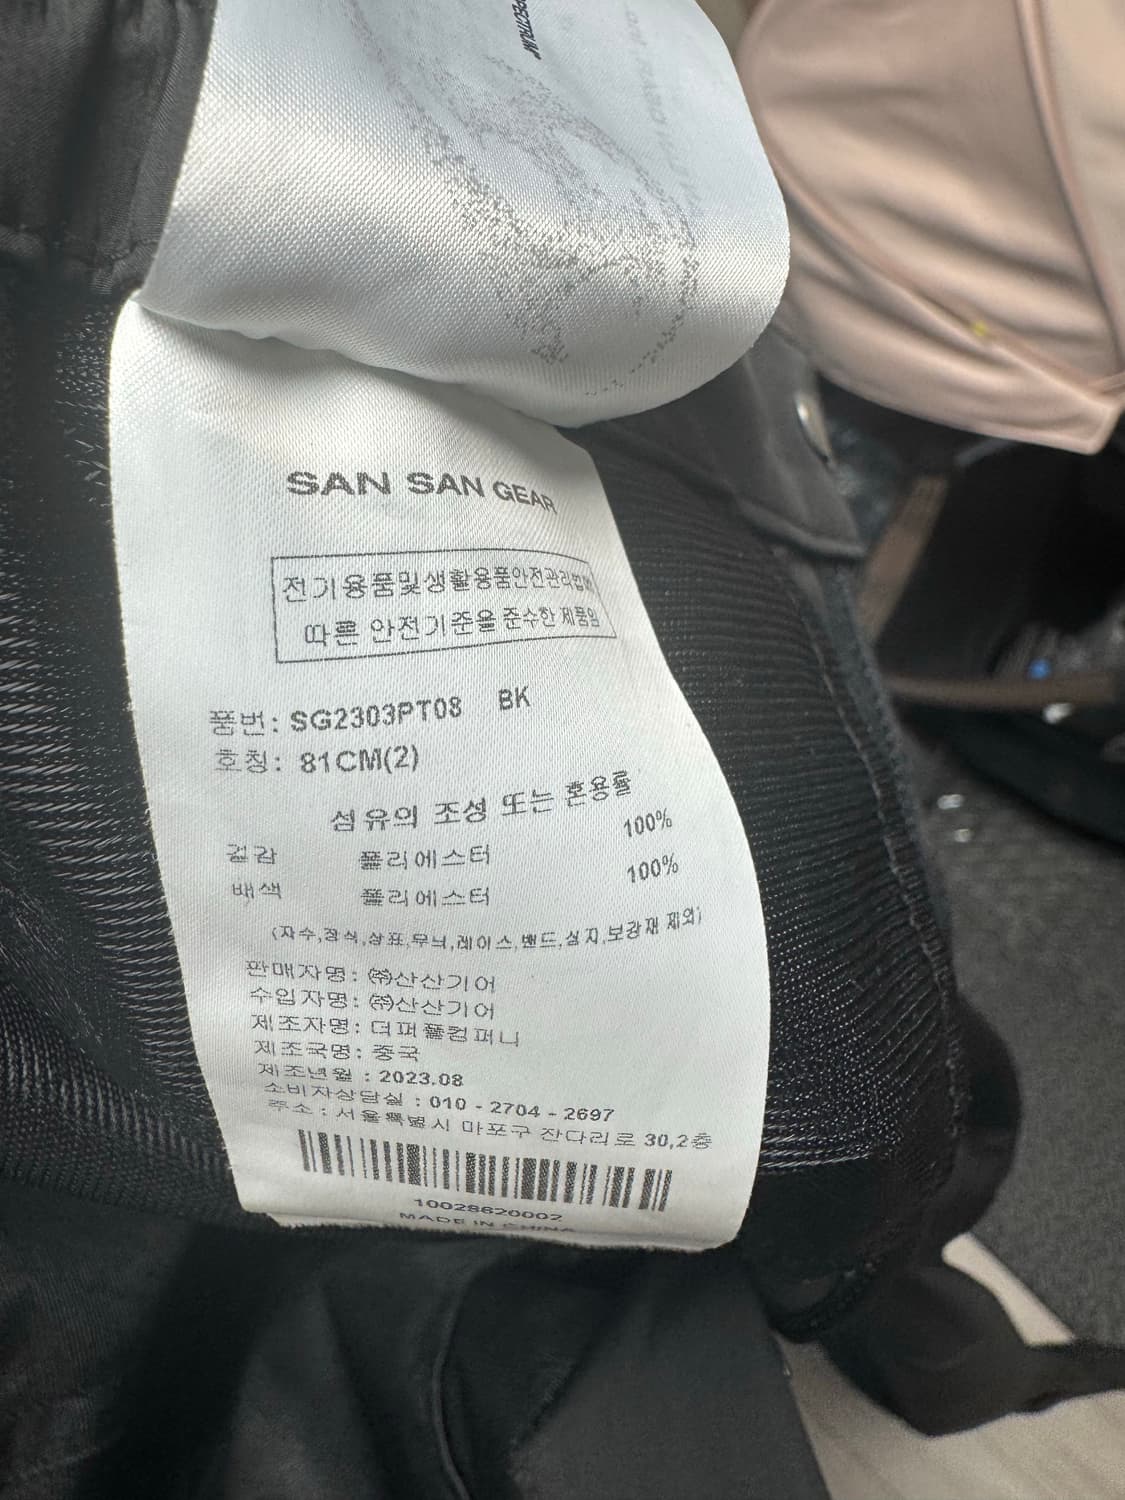 SPECTRUM
SAN SAN GEAR
전기용품및생활용품안전관리법에
따른 안전기준을 준수한 제품임
품번: SG2303PT08 BK
호칭: 81CM(2)
섬유의 조성 또는 혼용률
겉감 폴리에스터 100%
배색 폴리에스터 100%
(자수,장식,상표,무늬,레이스,밴드,심지,보강재 제외)
판매자명: ㈜산산기어
수입자명: ㈜산산기어
제조자명: 더퍼플컴퍼니
제조국명: 중국
제조년월 : 2023.08
소비자상담실 : 010 - 2704 - 2697
주소 : 서울특별시 마포구 잔다리로 30,2층
10028620002
MADE IN CHINA